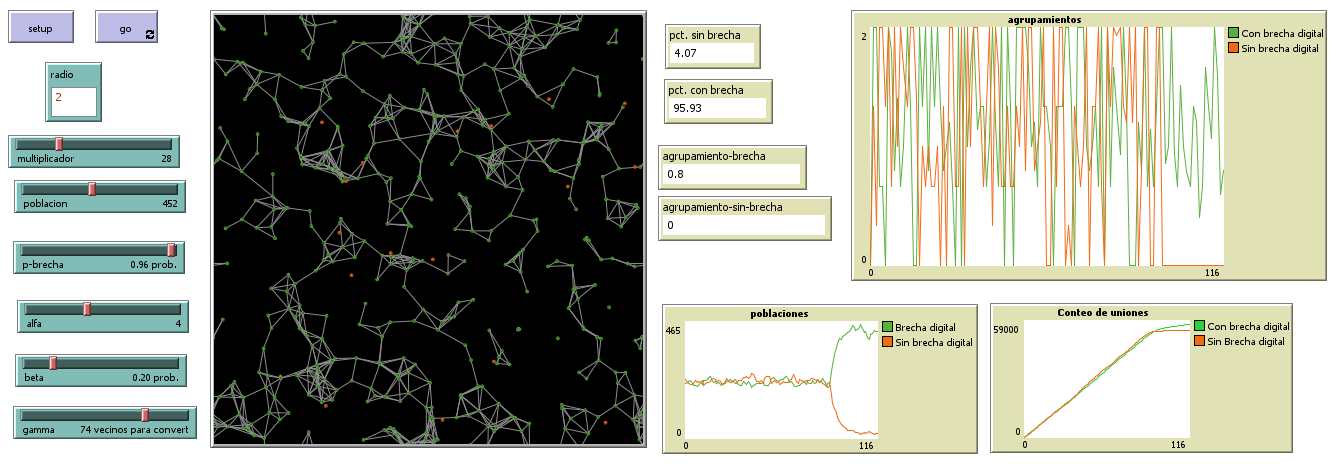 setup
go
radio
2
multiplicador 28
poblacion 452
p-brecha 0.96 prob.
alfa 4
beta 0.20 prob.
gamma 74 vecinos para convert
pct. sin brecha
4.07
pct. con brecha
95.93
agrupamiento-brecha
0.8
agrupamiento-sin-brecha
0
agrupamientos
2
0
0 116
Con brecha digital
Sin brecha digital
poblaciones
465
0
0 116
Brecha digital
Sin brecha digital
Conteo de uniones
59000
0
0 116
Con brecha digital
Sin Brecha digital